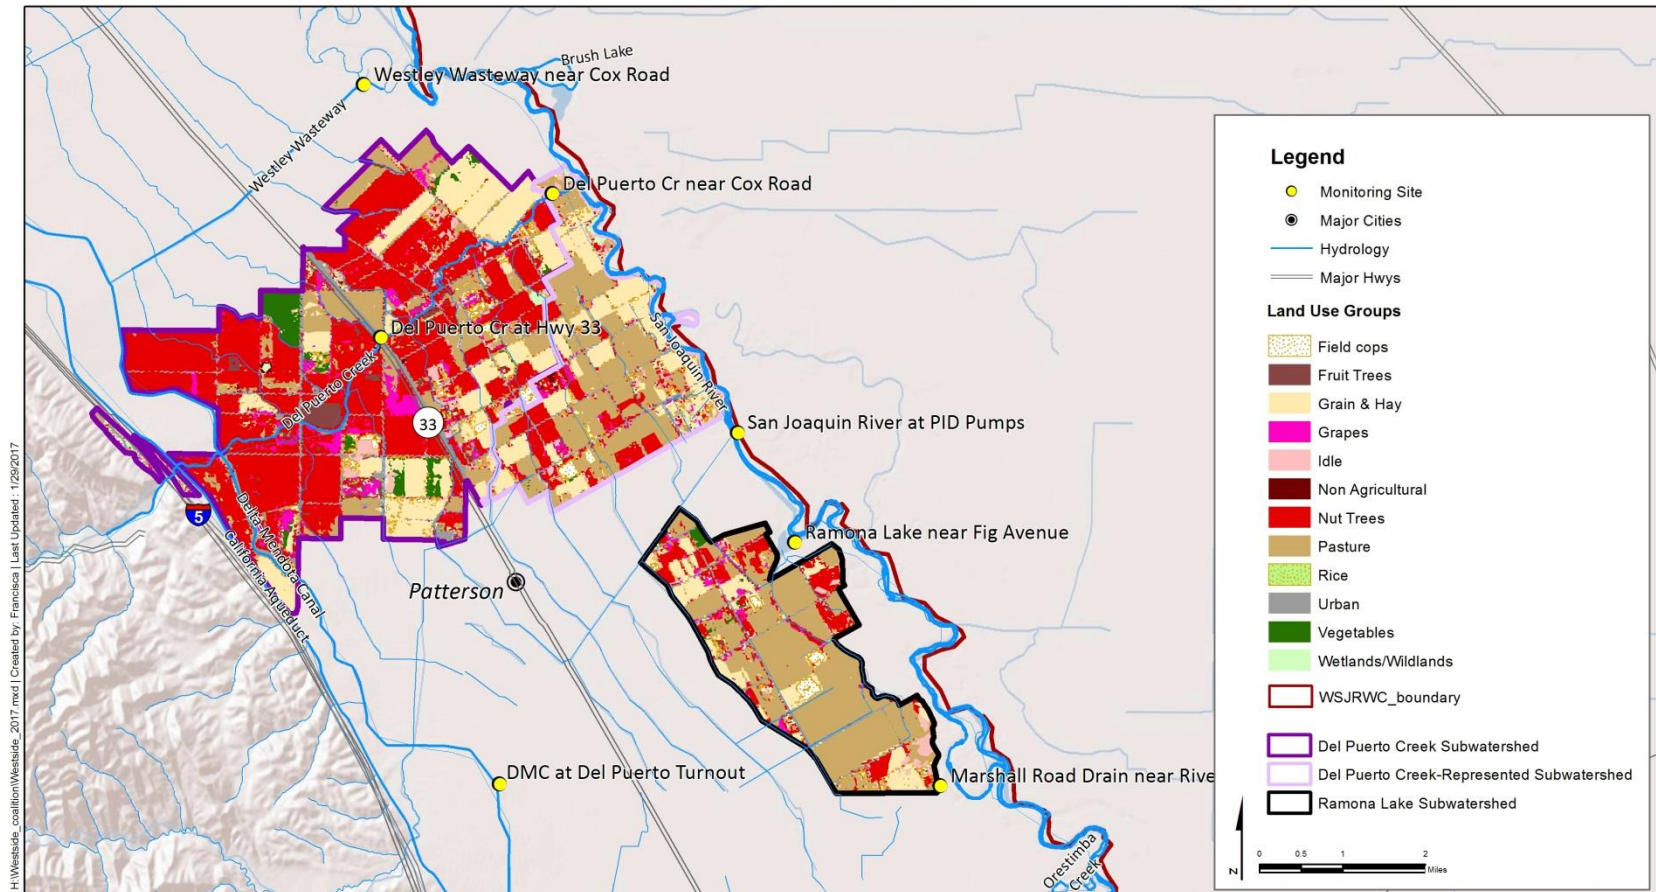 Brush Lake
Westley Wasteway near Cox Road
Westley Wasteway
Del Puerto Cr near Cox Road
Del Puerto Cr at Hwy 33
San Joaquin River
Del Puerto Creek
33
San Joaquin River at PID Pumps
5
Delta-Mendota Canal
California Aqueduct
Ramona Lake near Fig Avenue
Patterson
DMC at Del Puerto Turnout
Marshall Road Drain near Rive
Orestimba
Creek
H:\Westside_coalition\Westside_2017.mxd | Created by: Francisca | Last Updated : 1/29/2017
Legend
Monitoring Site
Major Cities
Hydrology
Major Hwys
Land Use Groups
Field cops
Fruit Trees
Grain & Hay
Grapes
Idle
Non Agricultural
Nut Trees
Pasture
Rice
Urban
Vegetables
Wetlands/Wildlands
WSJRWC_boundary
Del Puerto Creek Subwatershed
Del Puerto Creek-Represented Subwatershed
Ramona Lake Subwatershed
N
0 0.5 1 2
Miles